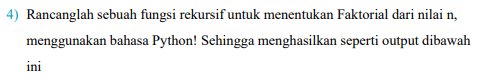 4) Rancanglah sebuah fungsi rekursif untuk menentukan Faktorial dari nilai n,
menggunakan bahasa Python! Sehingga menghasilkan seperti output dibawah
ini